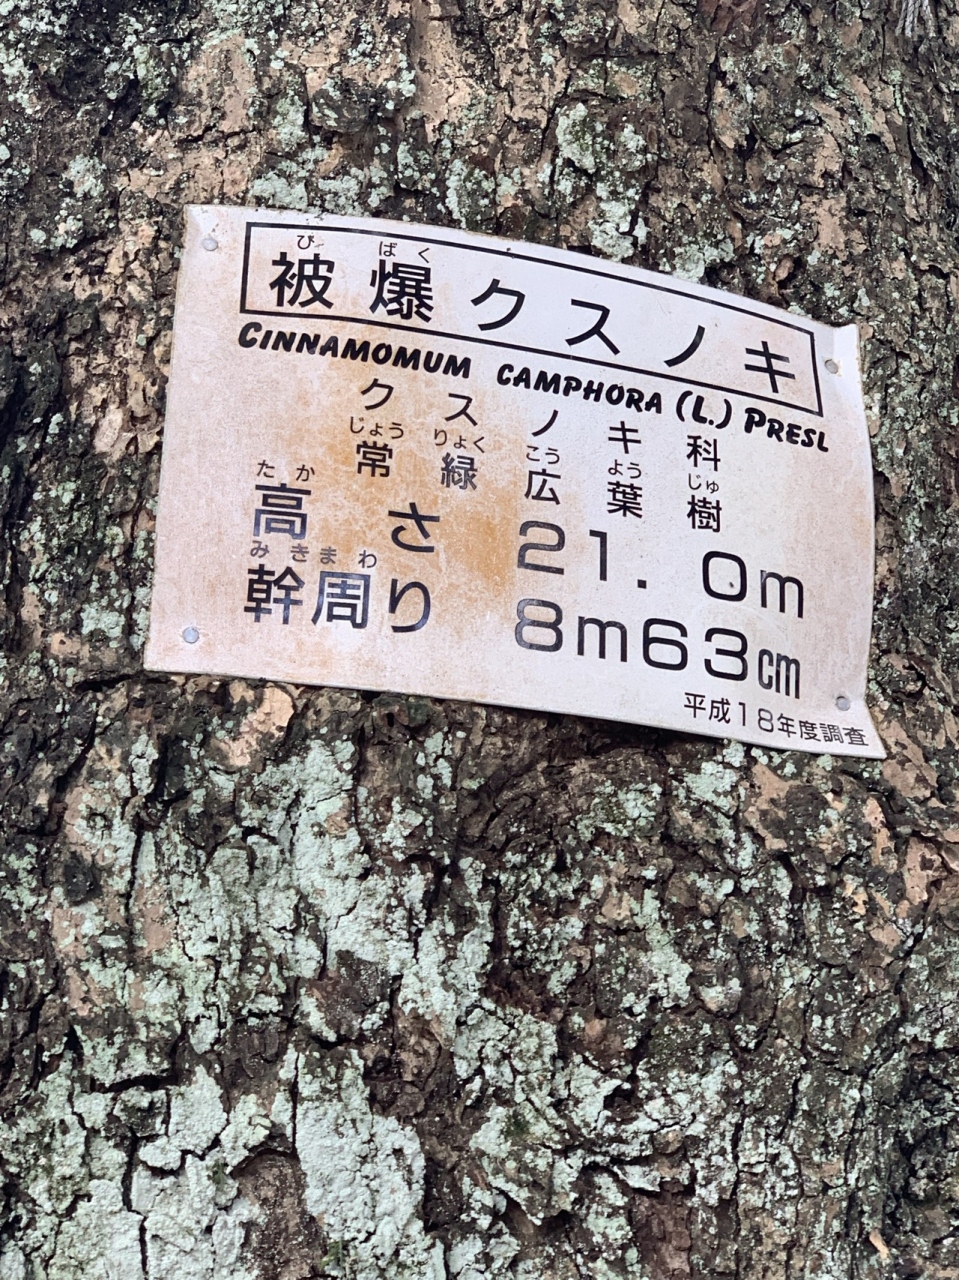 ひ ばく
被爆クスノキ
CINNAMOMUM CAMPHORA (L.) PRESL
クスノキ科
じょう りょく こう よう じゅ
常緑広葉樹
たか
高さ 21.0m
みきまわ
幹周り 8m63cm
平成18年度調査